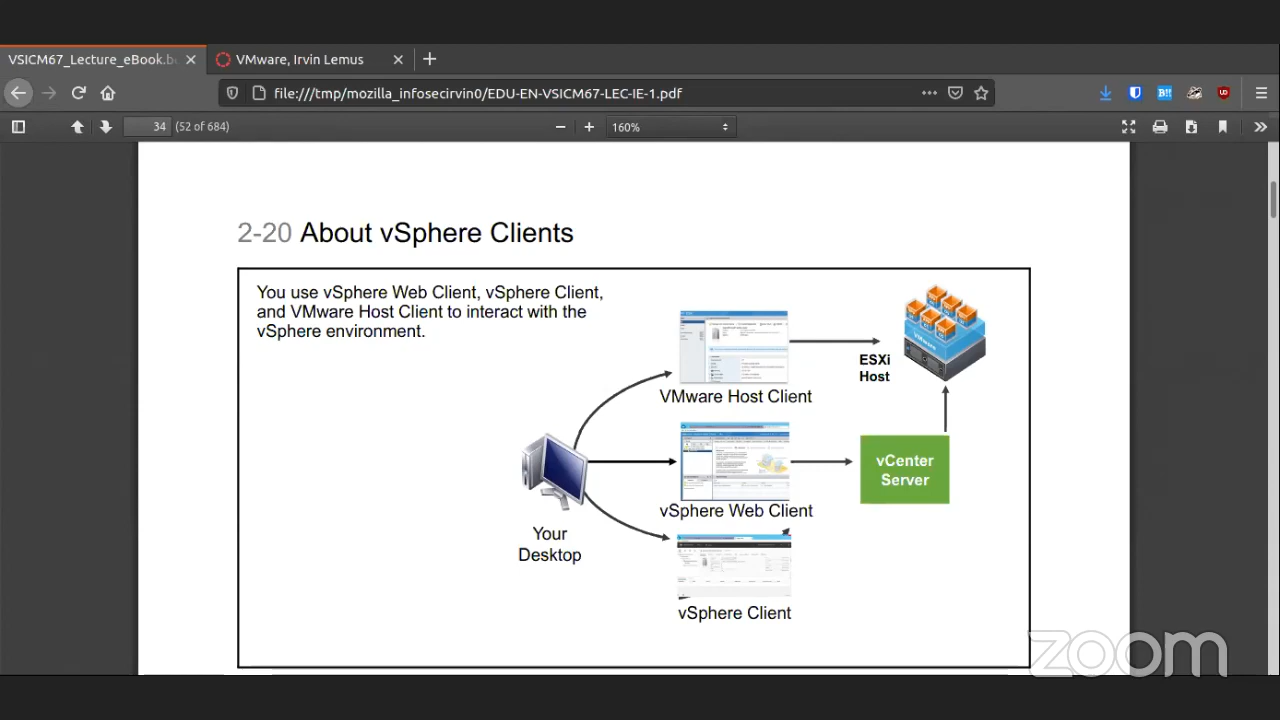 VSICM67_Lecture_eBook.bu
VMware, Irvin Lemus
file:///tmp/mozilla_infosecirvin0/EDU-EN-VSICM67-LEC-IE-1.pdf
34 (52 of 684)
160%
2-20 About vSphere Clients
You use vSphere Web Client, vSphere Client,
and VMware Host Client to interact with the
vSphere environment.
ESXi
Host
VMware Host Client
vCenter
Server
vSphere Web Client
Your
Desktop
vSphere Client
vmware
zoom